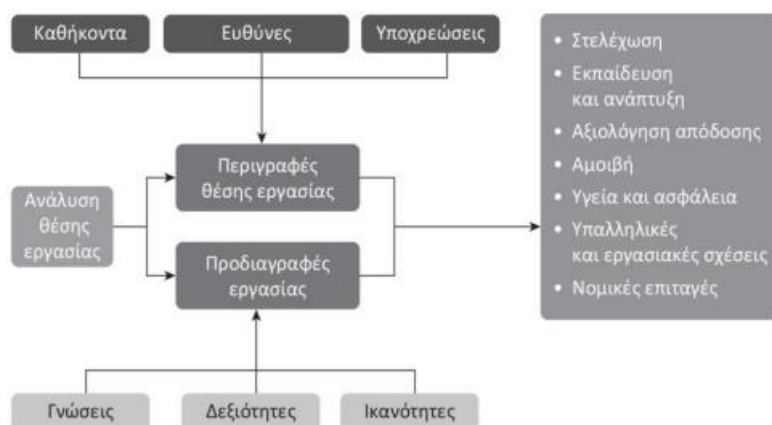 Καθήκοντα
Ευθύνες
Υποχρεώσεις
Ανάλυση
θέσης
εργασίας
Περιγραφές
θέσης εργασίας
Προδιαγραφές
εργασίας
• Στελέχωση
• Εκπαίδευση
και ανάπτυξη
• Αξιολόγηση απόδοσης
• Αμοιβή
• Υγεία και ασφάλεια
• Υπαλληλικές
και εργασιακές σχέσεις
• Νομικές επιταγές
Γνώσεις
Δεξιότητες
Ικανότητες